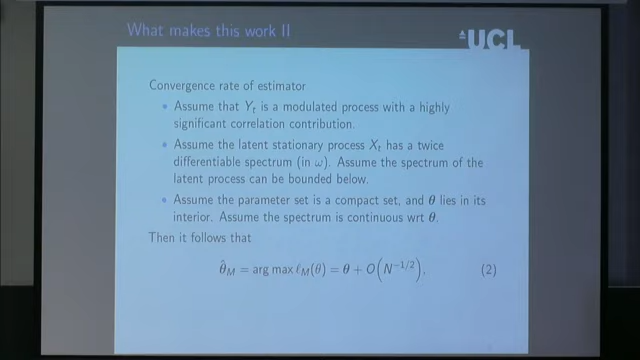 What makes this work II
UCL
Convergence rate of estimator
• Assume that Y_t is a modulated process with a highly
significant correlation contribution.
• Assume the latent stationary process X_t has a twice
differentiable spectrum (in ω). Assume the spectrum of the
latent process can be bounded below.
• Assume the parameter set is a compact set, and θ lies in its
interior. Assume the spectrum is continuous wrt θ.
Then it follows that
θ̂_M = arg max ℓ_M(θ) = θ + O(N^{-1/2}). (2)